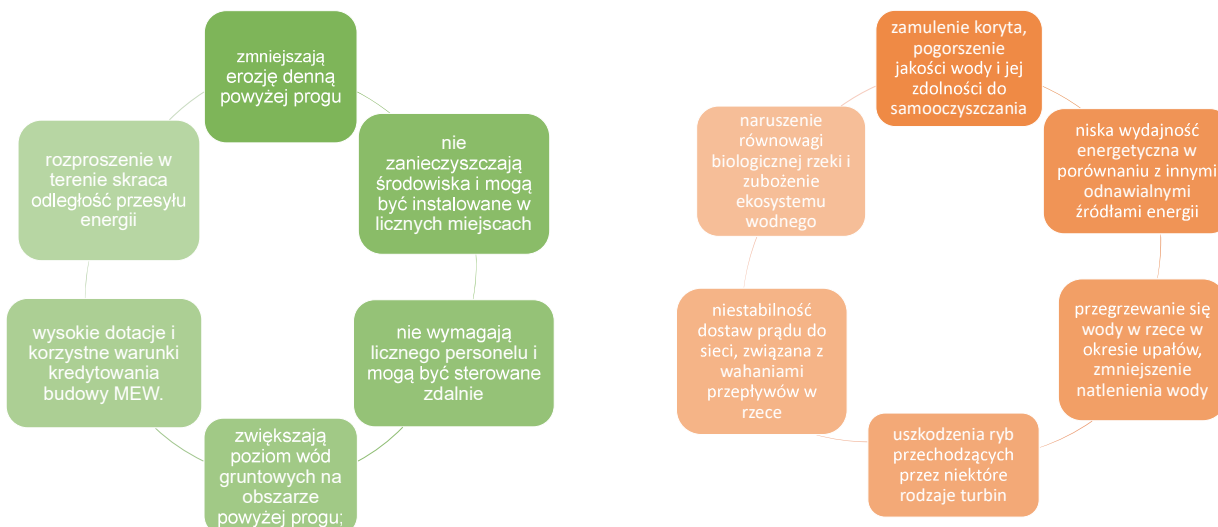 zmniejszają
erozję denną
powyżej progu
nie
zanieczyszczają
środowiska i mogą
być instalowane w
licznych miejscach
nie wymagają
licznego personelu i
mogą być sterowane
zdalnie
zwiększają
poziom wód
gruntowych na
obszarze
powyżej progu;
wysokie dotacje i
korzystne warunki
kredytowania
budowy MEW.
rozproszenie w
terenie skraca
odległość przesyłu
energii
zamulenie koryta,
pogorszenie
jakości wody i jej
zdolności do
samooczyszczania
niska wydajność
energetyczna w
porównaniu z innymi
odnawialnymi
źródłami energii
przegrzewanie się
wody w rzece w
okresie upałów,
zmniejszenie
natlenienia wody
uszkodzenia ryb
przechodzących
przez niektóre
rodzaje turbin
niestabilność
dostaw prądu do
sieci, związana z
wahaniami
przepływów w
rzece
naruszenie
równowagi
biologicznej rzeki i
zubożenie
ekosystemu
wodnego